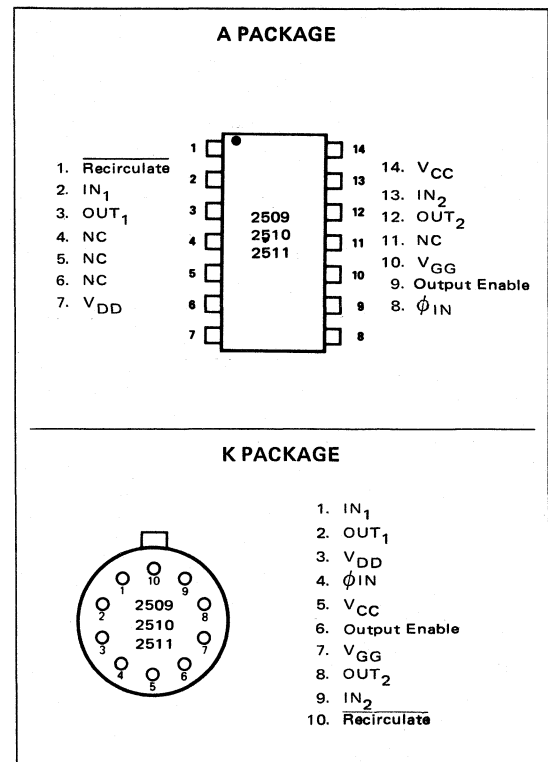 A PACKAGE
1. Recirculate
2. IN1
3. OUT1
4. NC
5. NC
6. NC
7. VDD
1
2
3
4
5
6
7
2509
2510
2511
14
13
12
11
10
9
8
14. VCC
13. IN2
12. OUT2
11. NC
10. VGG
9. Output Enable
8. ϕIN
K PACKAGE
10
1
9
2
8
3
7
4
6
5
2509
2510
2511
1. IN1
2. OUT1
3. VDD
4. ϕIN
5. VCC
6. Output Enable
7. VGG
8. OUT2
9. IN2
10. Recirculate